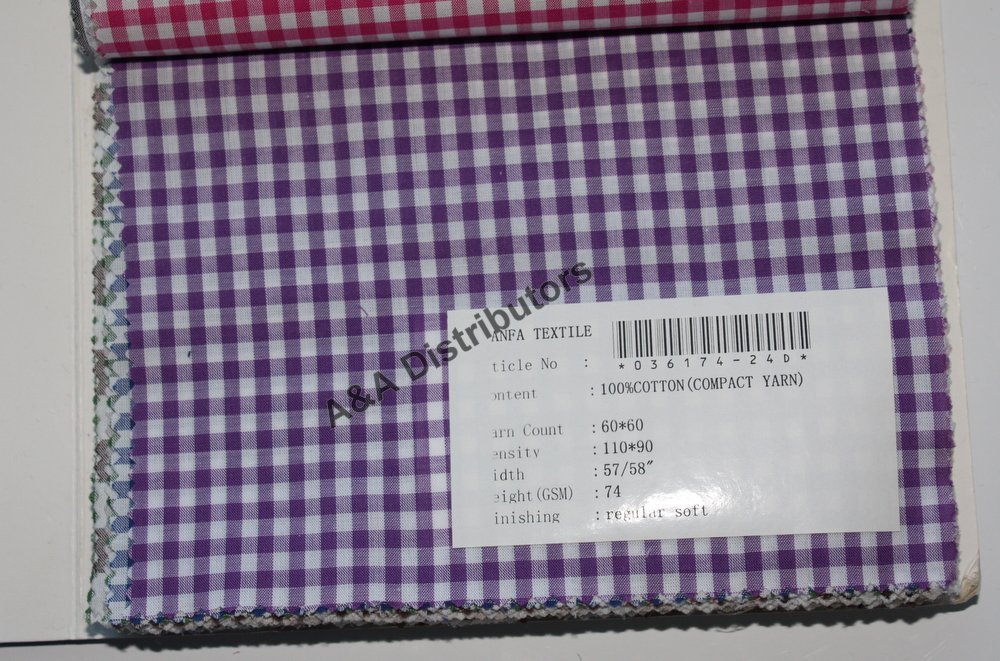 ANFA TEXTILE
ticle No :
*036174-24D*
ontent : 100%COTTON(COMPACT YARN)
arn Count : 60*60
ensity : 110*90
idth : 57/58″
eight(GSM) : 74
inishing : regular soft
A&A Distributors